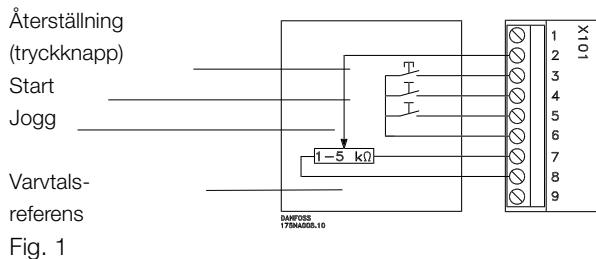 Återställning
(tryckknapp)
Start
Jogg
Varvtals-
referens
Fig. 1
1-5 kΩ
DANFOSS
175NA008.10
X101
1
2
3
4
5
6
7
8
9